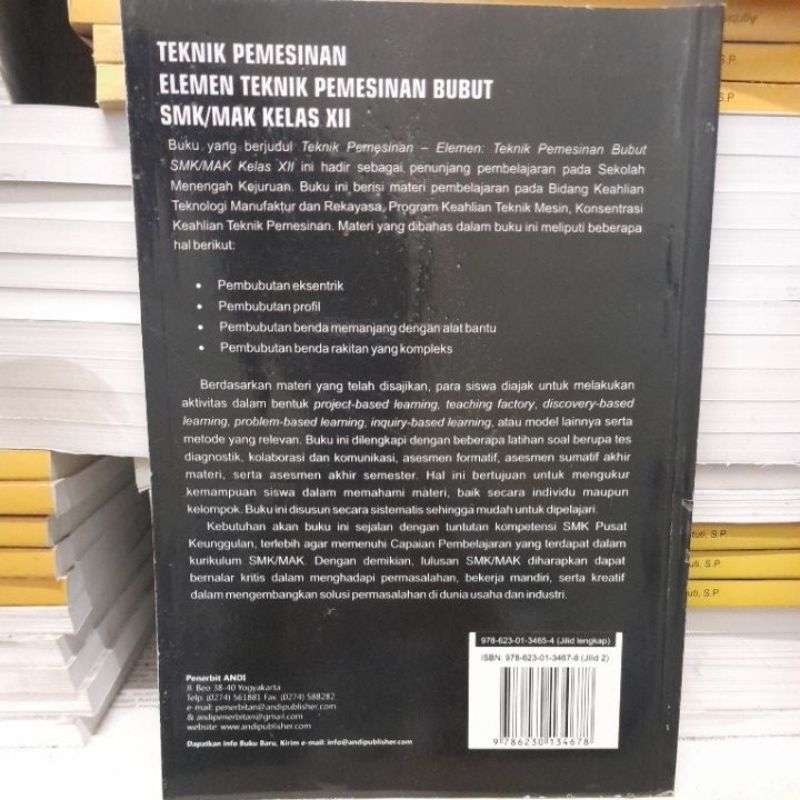 TEKNIK PEMESINAN
ELEMEN TEKNIK PEMESINAN BUBUT
SMK/MAK KELAS XII
Buku yang berjudul Teknik Pemesinan – Elemen: Teknik Pemesinan Bubut
SMK/MAK Kelas XII ini hadir sebagai penunjang pembelajaran pada Sekolah
Menengah Kejuruan. Buku ini berisi materi pembelajaran pada Bidang Keahlian
Teknologi Manufaktur dan Rekayasa, Program Keahlian Teknik Mesin, Konsentrasi
Keahlian Teknik Pemesinan. Materi yang dibahas dalam buku ini meliputi beberapa
hal berikut:
• Pembubutan eksentrik
• Pembubutan profil
• Pembubutan benda memanjang dengan alat bantu
• Pembubutan benda rakitan yang kompleks
Berdasarkan materi yang telah disajikan, para siswa diajak untuk melakukan
aktivitas dalam bentuk project-based learning, teaching factory, discovery-based
learning, problem-based learning, inquiry-based learning, atau model lainnya serta
metode yang relevan. Buku ini dilengkapi dengan beberapa latihan soal berupa tes
diagnostik, kolaborasi dan komunikasi, asesmen formatif, asesmen sumatif akhir
materi, serta asesmen akhir semester. Hal ini bertujuan untuk mengukur
kemampuan siswa dalam memahami materi, baik secara individu maupun
kelompok. Buku ini disusun secara sistematis sehingga mudah untuk dipelajari.
Kebutuhan akan buku ini sejalan dengan tuntutan kompetensi SMK Pusat
Keunggulan, terlebih agar memenuhi Capaian Pembelajaran yang terdapat dalam
kurikulum SMK/MAK. Dengan demikian, lulusan SMK/MAK diharapkan dapat
bernalar kritis dalam menghadapi permasalahan, bekerja mandiri, serta kreatif
dalam mengembangkan solusi permasalahan di dunia usaha dan industri.
Penerbit ANDI
Jl. Beo 38-40 Yogyakarta
Telp. (0274) 561881 Fax. (0274) 588282
e-mail: penerbitan@andipublisher.com
& andipenerbitan@gmail.com
website: www.andipublisher.com
Dapatkan info Buku Baru, Kirim e-mail: info@andipublisher.com
978-623-01-3465-4 (Jilid lengkap)
ISBN: 978-623-01-3467-8 (Jilid 2)
9 786230 134678
S.P.
S.P.
S.P.
S.P.
S.P.